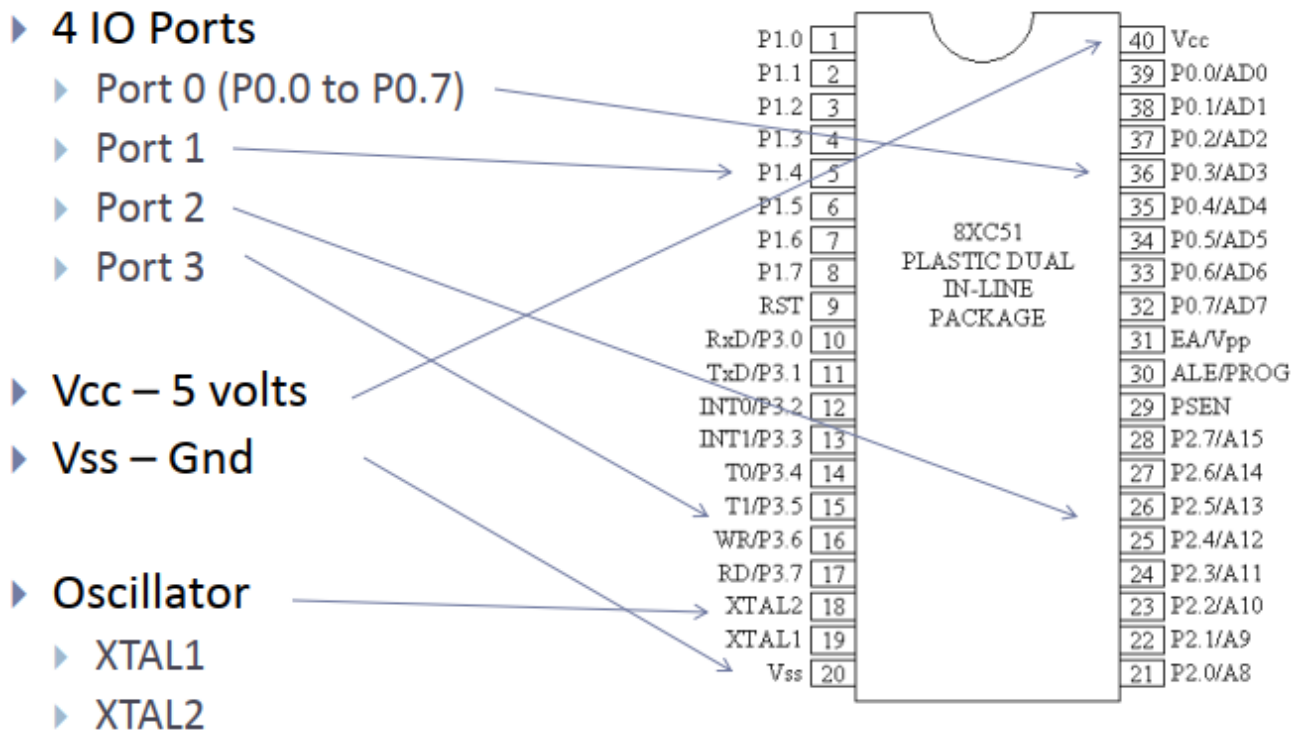 4 IO Ports
Port 0 (P0.0 to P0.7)
Port 1
Port 2
Port 3
Vcc – 5 volts
Vss – Gnd
Oscillator
XTAL1
XTAL2
P1.0 1
P1.1 2
P1.2 3
P1.3 4
P1.4 5
P1.5 6
P1.6 7
P1.7 8
RST 9
RxD/P3.0 10
TxD/P3.1 11
INT0/P3.2 12
INT1/P3.3 13
T0/P3.4 14
T1/P3.5 15
WR/P3.6 16
RD/P3.7 17
XTAL2 18
XTAL1 19
Vss 20
8XC51
PLASTIC DUAL
IN-LINE
PACKAGE
40 Vcc
39 P0.0/AD0
38 P0.1/AD1
37 P0.2/AD2
36 P0.3/AD3
35 P0.4/AD4
34 P0.5/AD5
33 P0.6/AD6
32 P0.7/AD7
31 EA/Vpp
30 ALE/PROG
29 PSEN
28 P2.7/A15
27 P2.6/A14
26 P2.5/A13
25 P2.4/A12
24 P2.3/A11
23 P2.2/A10
22 P2.1/A9
21 P2.0/A8